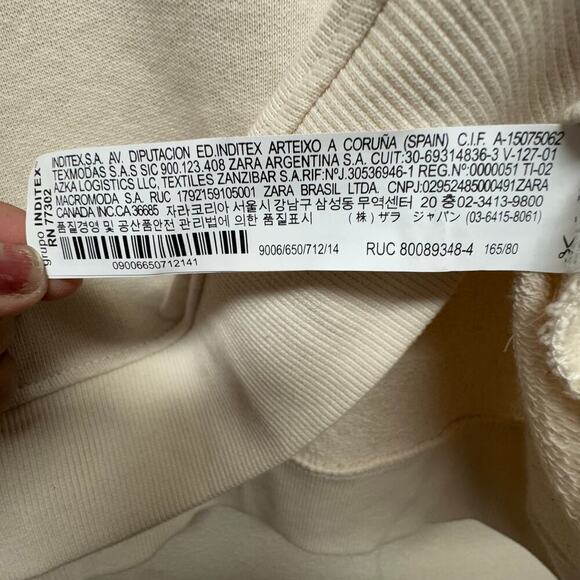 grupo INDITEX
RN 77302
INDITEX.S.A. AV. DIPUTACION ED.INDITEX ARTEIXO A CORUÑA (SPAIN) C.I.F. A-15075062
TEXMODAS S.A.S SIC 900.123.408 ZARA ARGENTINA S.A. CUIT:30-69314836-3 V-127-01
AZKA LOGISTICS LLC, TEXTILES ZANZIBAR S.A.RIF:NºJ.30536946-1 REG.Nº:0000051 TI-02
MACROMODA S.A. RUC 179Z159105001 ZARA BRASIL LTDA. CNPJ:02952485000491ZARA
CANADA INC.CA.36685 자라코리아 서울시 강남구 삼성동 무역센터 20 층02-3413-9800
품질경영 및 공산품안전 관리법에 의한 품질표시 (株) ザラ ジャパン (03-6415-8061)
09006650712141
9006/650/712/14
RUC 80089348-4
165/80